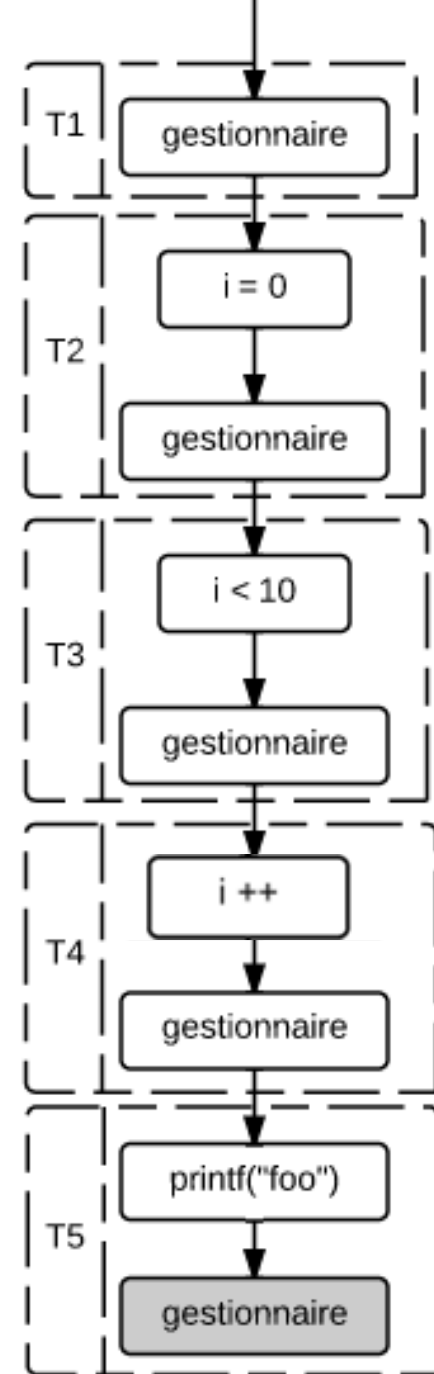 T1
gestionnaire
T2
i = 0
gestionnaire
T3
i < 10
gestionnaire
T4
i ++
gestionnaire
T5
printf("foo")
gestionnaire